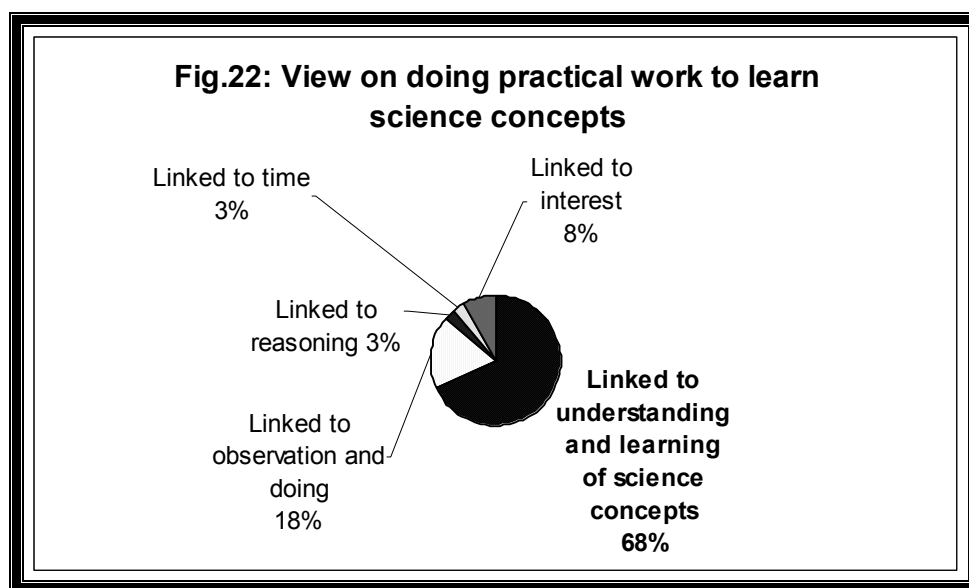 Fig.22: View on doing practical work to learn
science concepts
Linked to time
3%
Linked to
interest
8%
Linked to
reasoning 3%
Linked to
observation and
doing
18%
Linked to
understanding
and learning
of science
concepts
68%